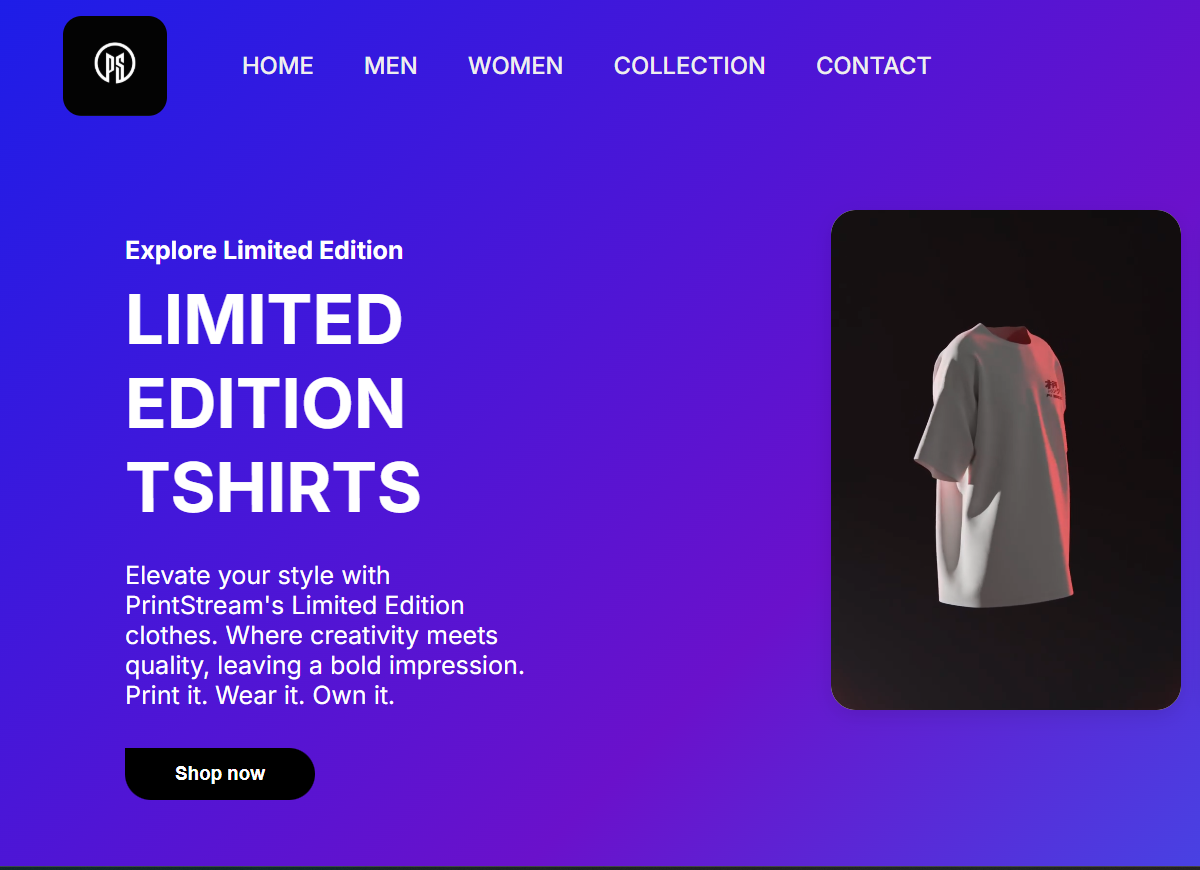 PS
HOME MEN WOMEN COLLECTION CONTACT
Explore Limited Edition
LIMITED
EDITION
TSHIRTS
Elevate your style with
PrintStream's Limited Edition
clothes. Where creativity meets
quality, leaving a bold impression.
Print it. Wear it. Own it.
Shop now